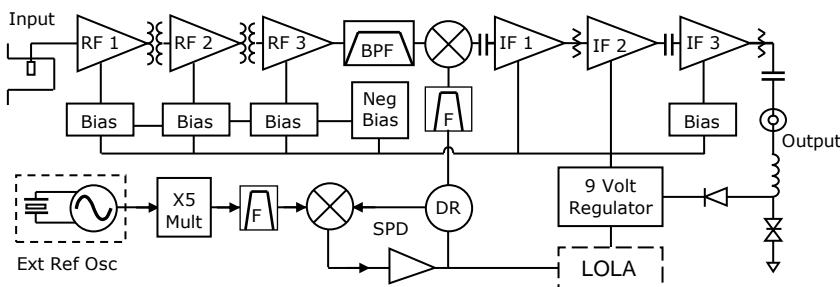 Input
RF 1
RF 2
RF 3
BPF
IF 1
IF 2
IF 3
Neg
Bias
F
Bias
Bias
Bias
Bias
Output
X5
Mult
F
SPD
DR
9 Volt
Regulator
Ext Ref Osc
LOLA